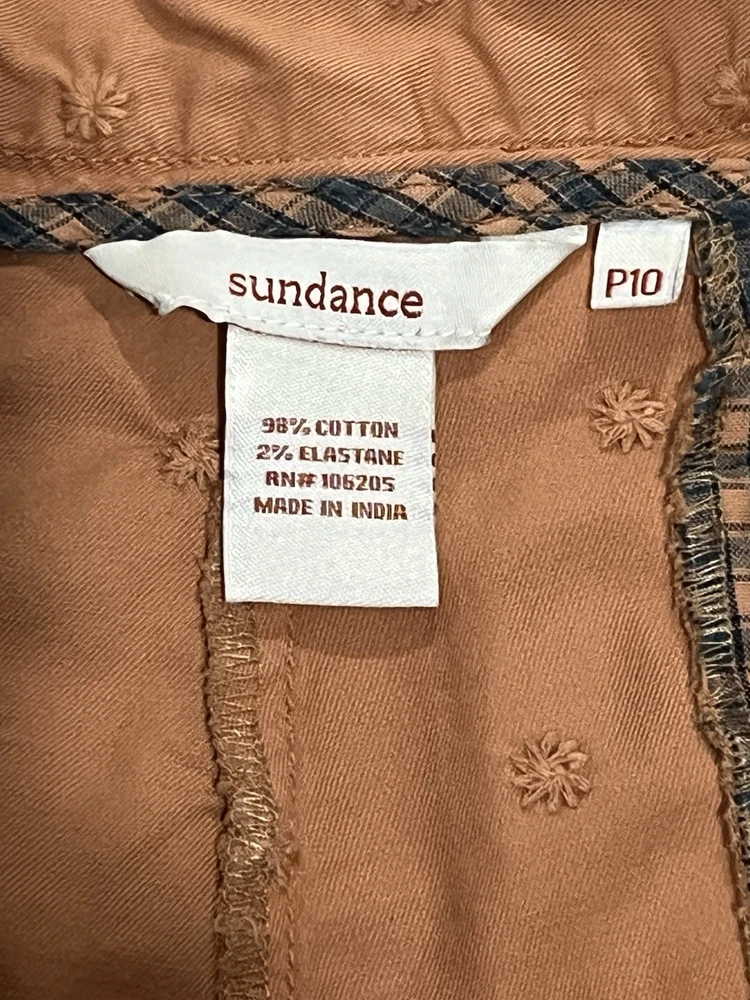 sundance
P10
98% COTTON
2% ELASTANE
RN# 106205
MADE IN INDIA